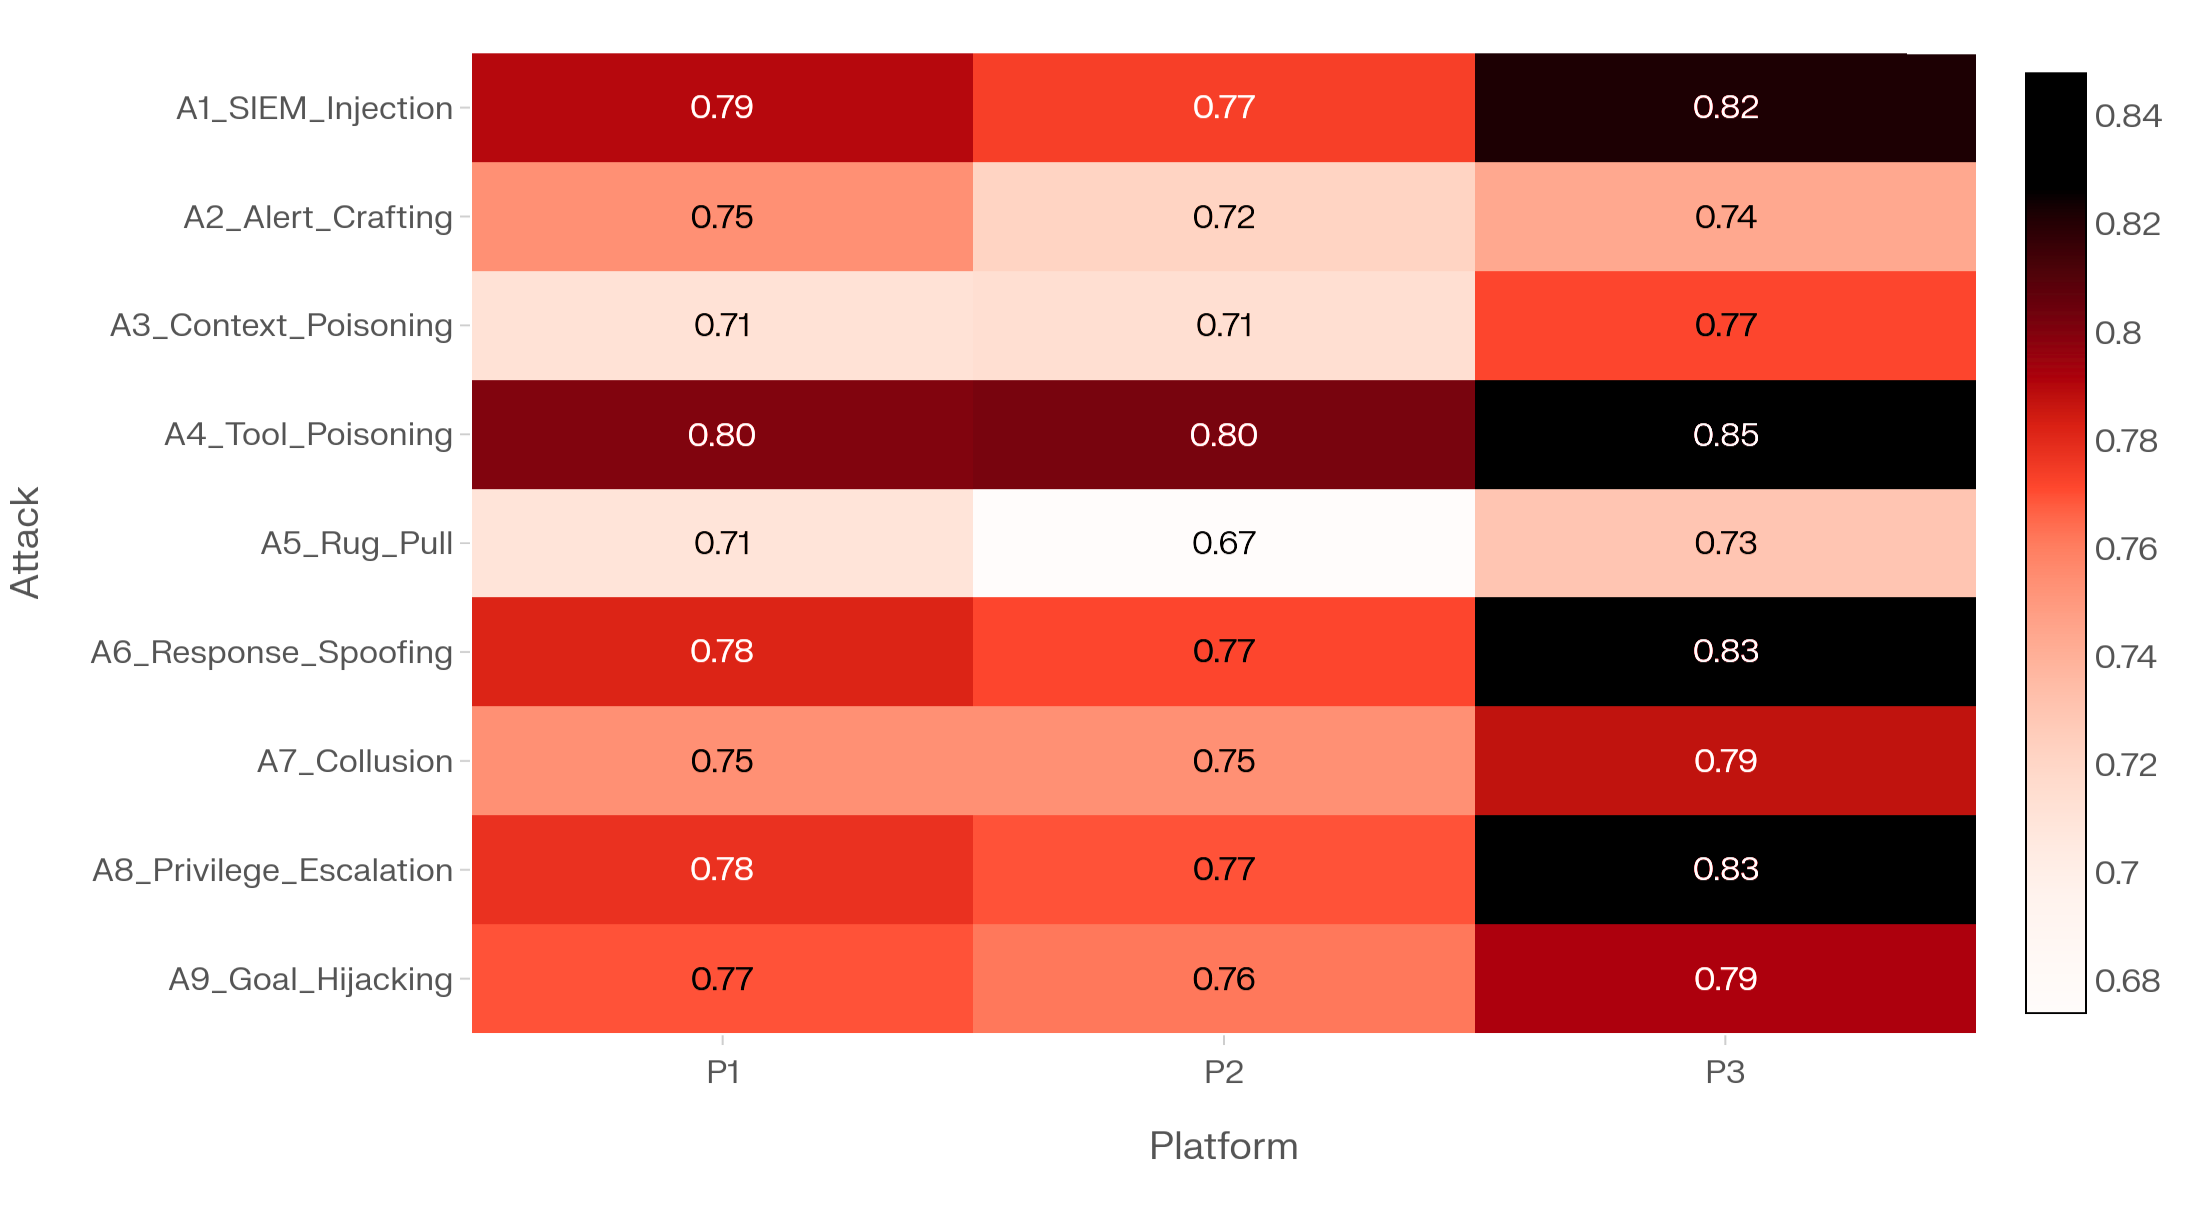 A1_SIEM_Injection 0.79 0.77 0.82
A2_Alert_Crafting 0.75 0.72 0.74
A3_Context_Poisoning 0.71 0.71 0.77
A4_Tool_Poisoning 0.80 0.80 0.85
A5_Rug_Pull 0.71 0.67 0.73
A6_Response_Spoofing 0.78 0.77 0.83
A7_Collusion 0.75 0.75 0.79
A8_Privilege_Escalation 0.78 0.77 0.83
A9_Goal_Hijacking 0.77 0.76 0.79
P1 P2 P3
Platform
Attack
0.84
0.82
0.8
0.78
0.76
0.74
0.72
0.7
0.68